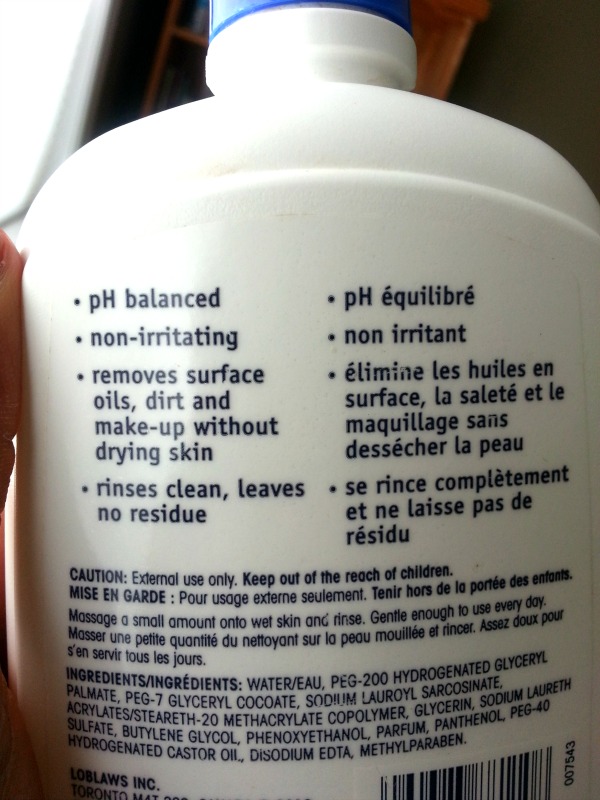 • pH balanced
• non-irritating
• removes surface
oils, dirt and
make-up without
drying skin
• rinses clean, leaves
no residue
• pH équilibré
• non irritant
• élimine les huiles en
surface, la saleté et le
maquillage sans
dessécher la peau
• se rince complètement
et ne laisse pas de
résidu
CAUTION: External use only. Keep out of the reach of children.
MISE EN GARDE : Pour usage externe seulement. Tenir hors de la portée des enfants.
Massage a small amount onto wet skin and rinse. Gentle enough to use every day.
Masser une petite quantité du nettoyant sur la peau mouillée et rincer. Assez doux pour
s'en servir tous les jours.
INGREDIENTS/INGRÉDIENTS: WATER/EAU, PEG-200 HYDROGENATED GLYCERYL
PALMATE, PEG-7 GLYCERYL COCOATE, SODIUM LAUROYL SARCOSINATE,
ACRYLATES/STEARETH-20 METHACRYLATE COPOLYMER, GLYCERIN, SODIUM LAURETH
SULFATE, BUTYLENE GLYCOL, PHENOXYETHANOL, PARFUM, PANTHENOL, PEG-40
HYDROGENATED CASTOR OIL, DISODIUM EDTA, METHYLPARABEN.
LOBLAWS INC.
TORONTO M4T
007543